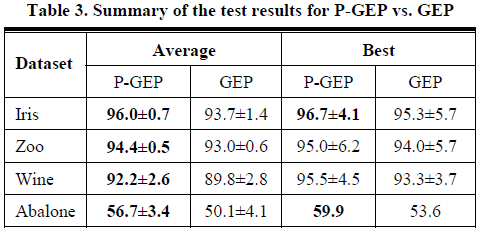 Table 3. Summary of the test results for P-GEP vs. GEP
Dataset Average Best
P-GEP GEP P-GEP GEP
Iris 96.0±0.7 93.7±1.4 96.7±4.1 95.3±5.7
Zoo 94.4±0.5 93.0±0.6 95.0±6.2 94.0±5.7
Wine 92.2±2.6 89.8±2.8 95.5±4.5 93.3±3.7
Abalone 56.7±3.4 50.1±4.1 59.9 53.6